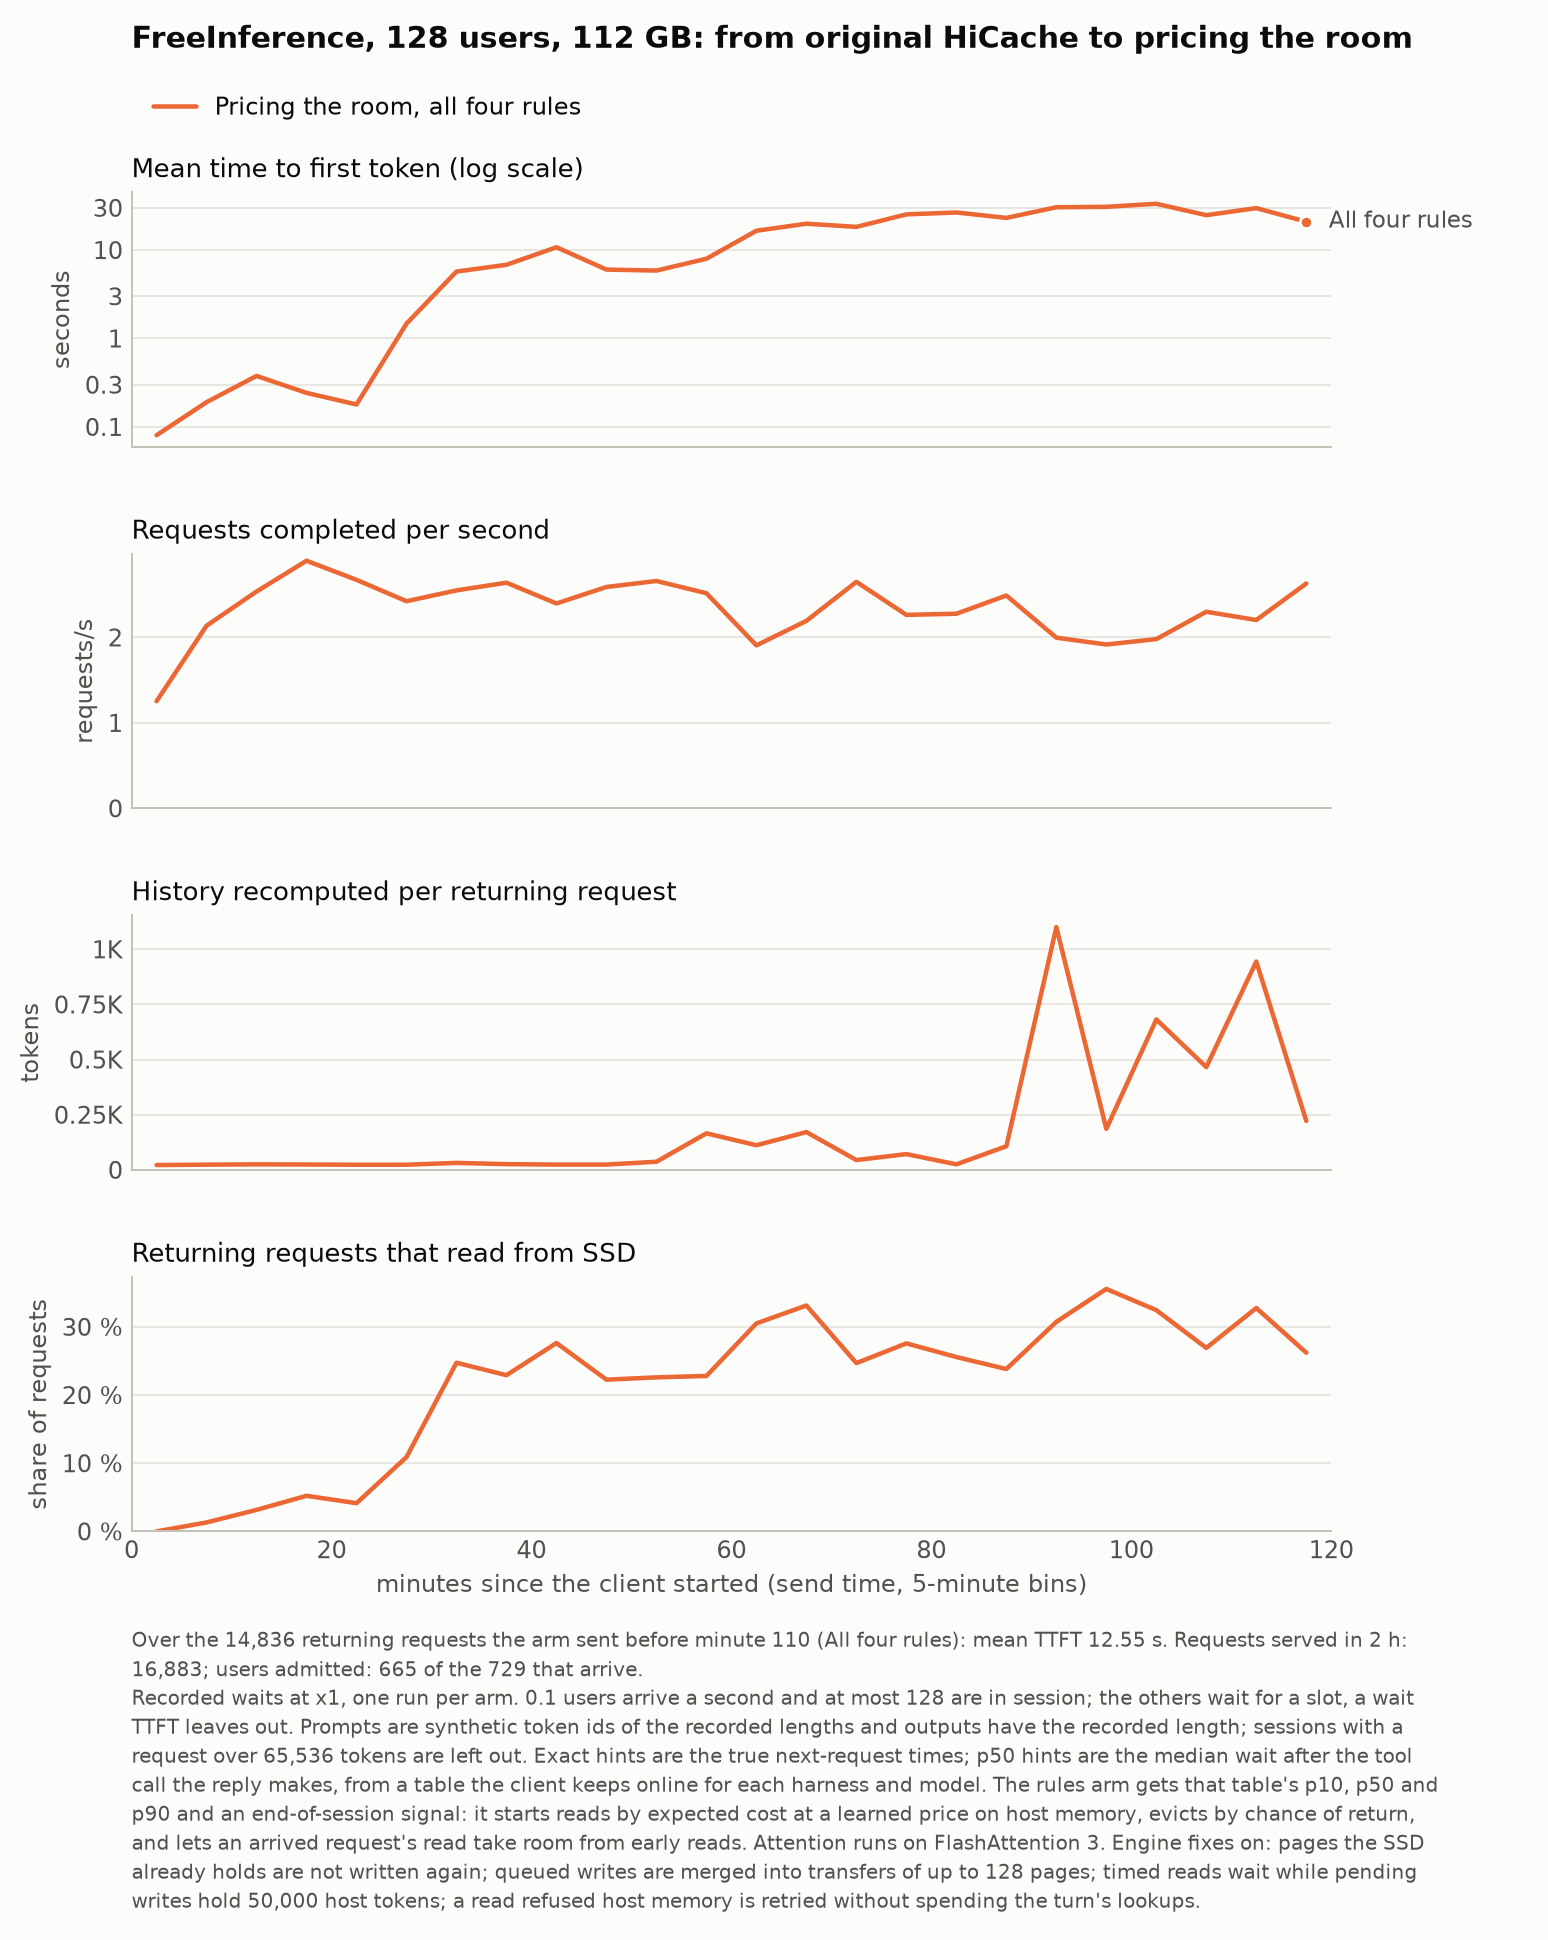 FreeInference, 128 users, 112 GB: from original HiCache to pricing the room
Pricing the room, all four rules
Mean time to first token (log scale)
30
10
3
1
0.3
0.1
seconds
All four rules
Requests completed per second
2
1
0
requests/s
History recomputed per returning request
1K
0.75K
0.5K
0.25K
0
tokens
Returning requests that read from SSD
30 %
20 %
10 %
0 %
share of requests
0 20 40 60 80 100 120
minutes since the client started (send time, 5-minute bins)
Over the 14,836 returning requests the arm sent before minute 110 (All four rules): mean TTFT 12.55 s. Requests served in 2 h:
16,883; users admitted: 665 of the 729 that arrive.
Recorded waits at x1, one run per arm. 0.1 users arrive a second and at most 128 are in session; the others wait for a slot, a wait
TTFT leaves out. Prompts are synthetic token ids of the recorded lengths and outputs have the recorded length; sessions with a
request over 65,536 tokens are left out. Exact hints are the true next-request times; p50 hints are the median wait after the tool
call the reply makes, from a table the client keeps online for each harness and model. The rules arm gets that table's p10, p50 and
p90 and an end-of-session signal: it starts reads by expected cost at a learned price on host memory, evicts by chance of return,
and lets an arrived request's read take room from early reads. Attention runs on FlashAttention 3. Engine fixes on: pages the SSD
already holds are not written again; queued writes are merged into transfers of up to 128 pages; timed reads wait while pending
writes hold 50,000 host tokens; a read refused host memory is retried without spending the turn's lookups.